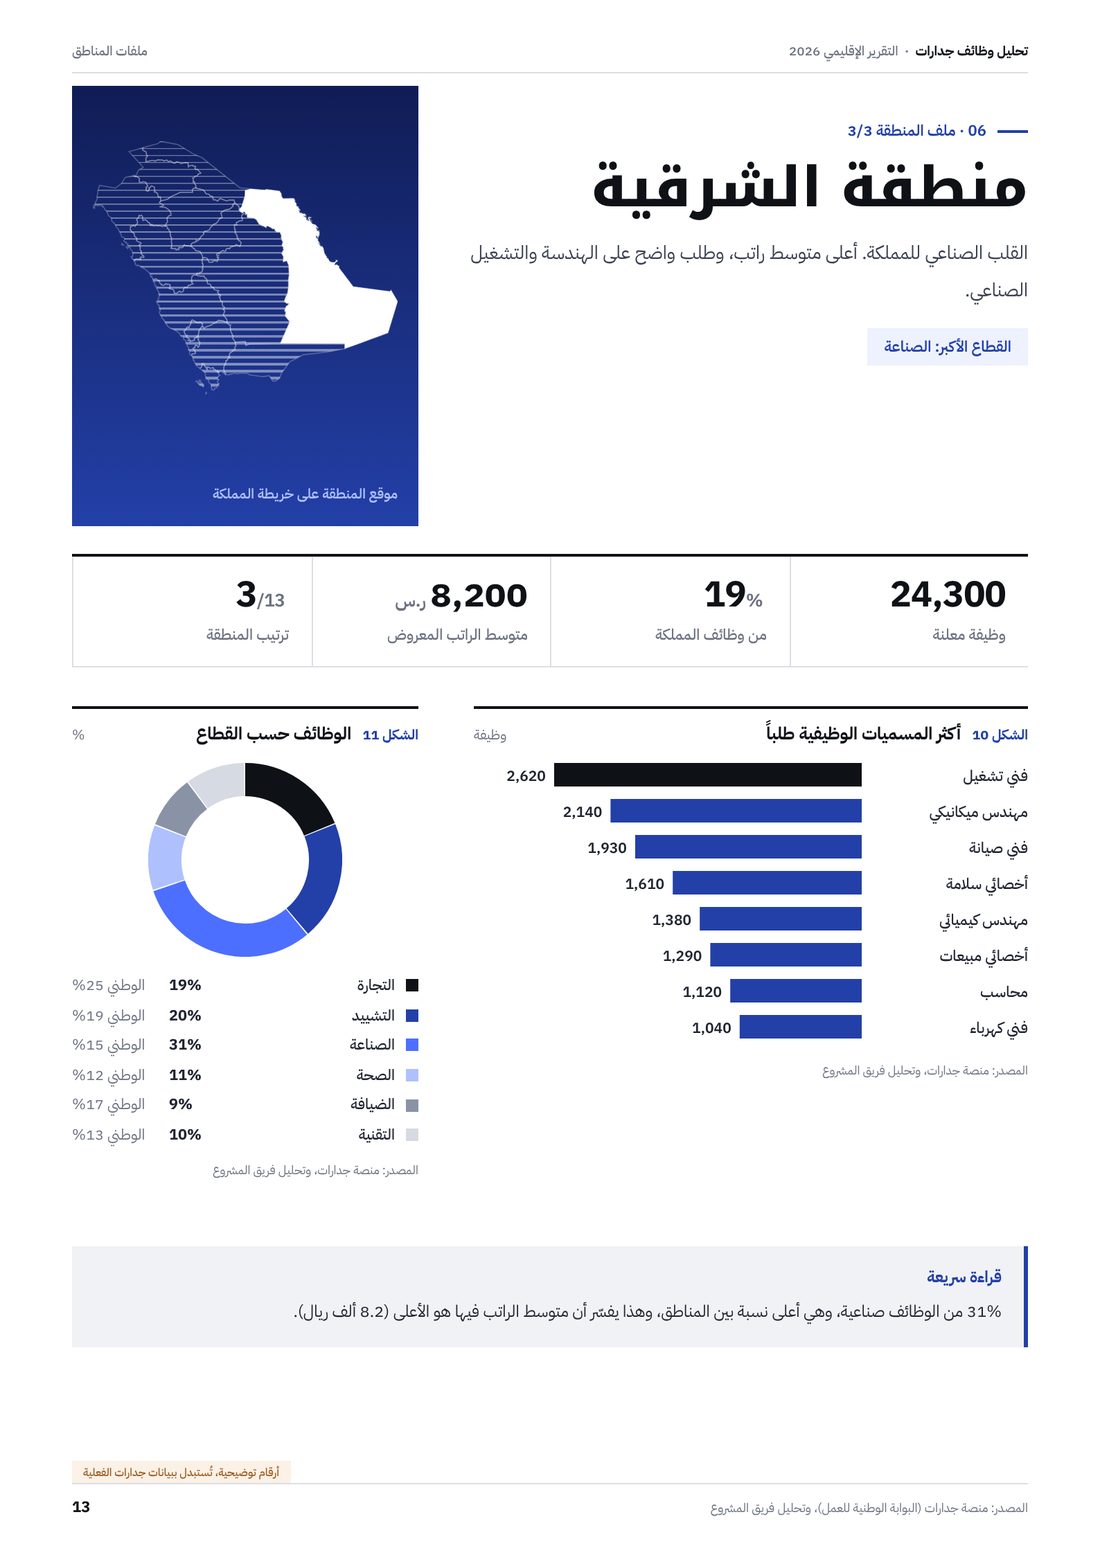 تحليل وظائف جدارات · التقرير الإقليمي 2026
ملفات المناطق
06 · ملف المنطقة 3/3
منطقة الشرقية
القلب الصناعي للمملكة. أعلى متوسط راتب، وطلب واضح على الهندسة والتشغيل
الصناعي.
القطاع الأكبر: الصناعة
موقع المنطقة على خريطة المملكة
24,300
وظيفة معلنة
19%
من وظائف المملكة
8,200 ر.س
متوسط الراتب المعروض
3/13
ترتيب المنطقة
الشكل 10 أكثر المسميات الوظيفية طلباً
وظيفة
فني تشغيل 2,620
مهندس ميكانيكي 2,140
فني صيانة 1,930
أخصائي سلامة 1,610
مهندس كيميائي 1,380
أخصائي مبيعات 1,290
محاسب 1,120
فني كهرباء 1,040
المصدر: منصة جدارات، وتحليل فريق المشروع
الشكل 11 الوظائف حسب القطاع
%
التجارة 19% الوطني 25%
التشييد 20% الوطني 19%
الصناعة 31% الوطني 15%
الصحة 11% الوطني 12%
الضيافة 9% الوطني 17%
التقنية 10% الوطني 13%
المصدر: منصة جدارات، وتحليل فريق المشروع
قراءة سريعة
31% من الوظائف صناعية، وهي أعلى نسبة بين المناطق، وهذا يفسّر أن متوسط الراتب فيها هو الأعلى (8.2 ألف ريال).
أرقام توضيحية، تُستبدل ببيانات جدارات الفعلية
المصدر: منصة جدارات (البوابة الوطنية للعمل)، وتحليل فريق المشروع
13